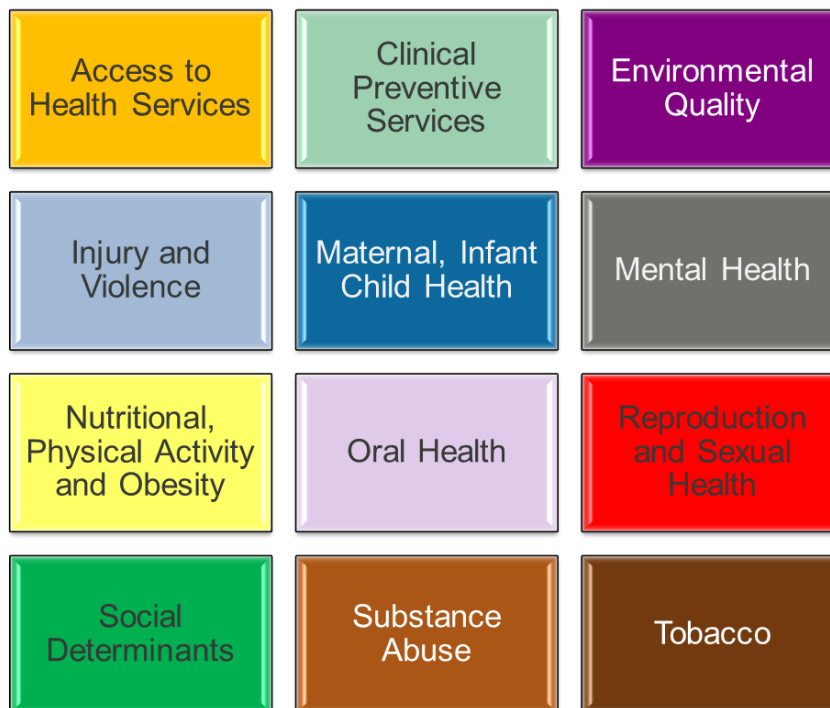 Access to
Health Services
Clinical
Preventive
Services
Environmental
Quality
Injury and
Violence
Maternal, Infant
Child Health
Mental Health
Nutritional,
Physical Activity
and Obesity
Oral Health
Reproduction
and Sexual
Health
Social
Determinants
Substance
Abuse
Tobacco